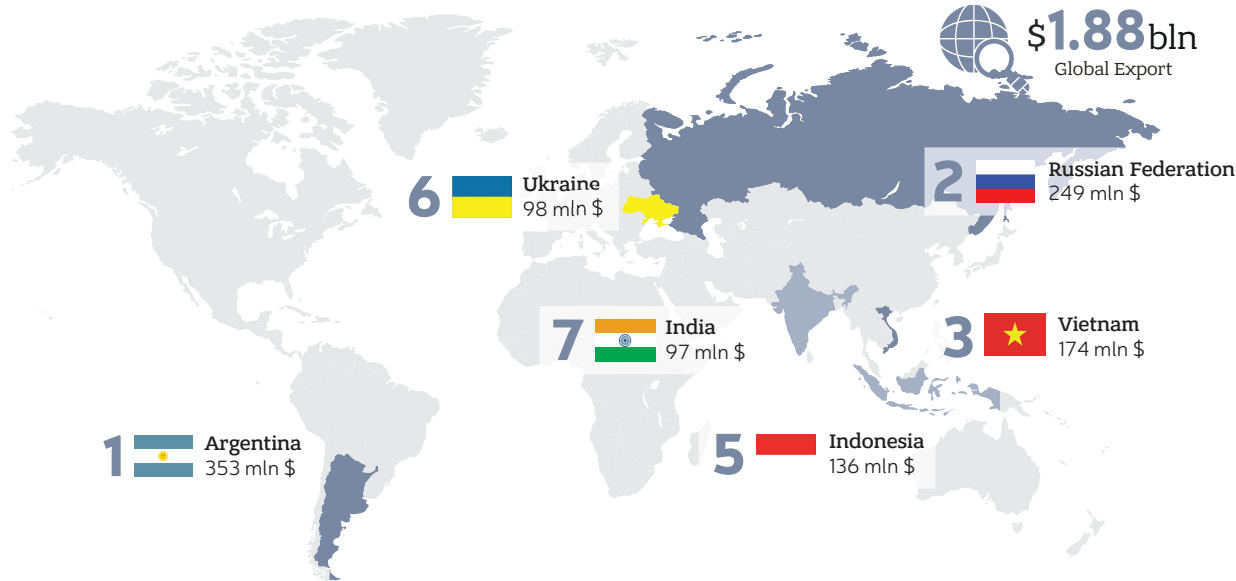 $1.88bln
Global Export
2
Russian Federation
249 mln $
6
Ukraine
98 mln $
7
India
97 mln $
3
Vietnam
174 mln $
1
Argentina
353 mln $
5
Indonesia
136 mln $